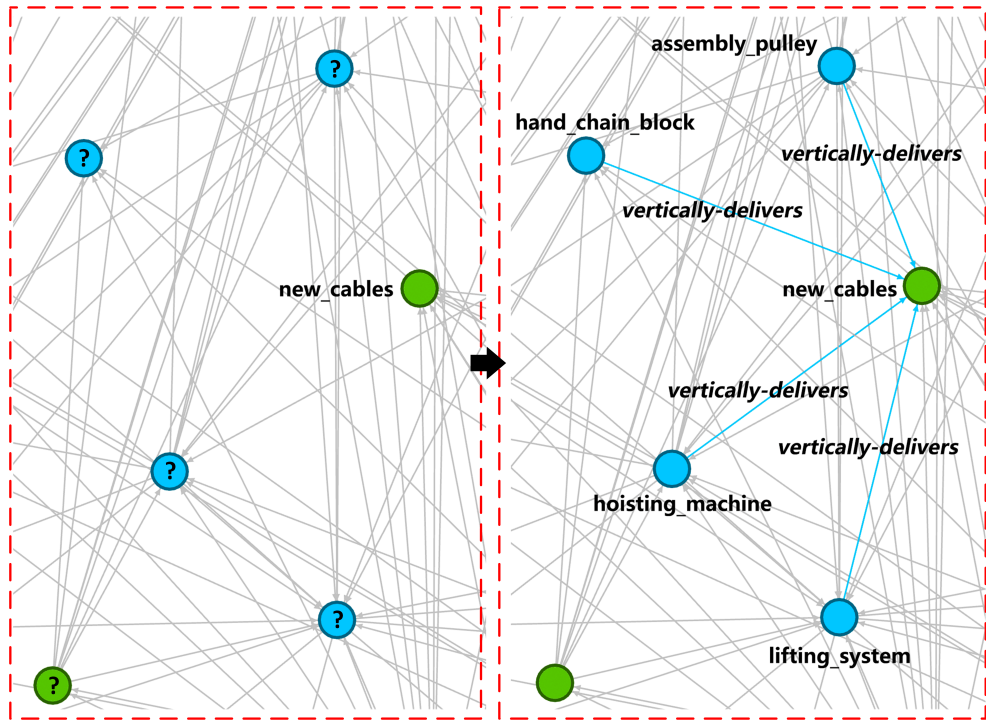 ?
?
new_cables
?
?
?
assembly_pulley
hand_chain_block
vertically-delivers
vertically-delivers
new_cables
vertically-delivers
vertically-delivers
hoisting_machine
lifting_system